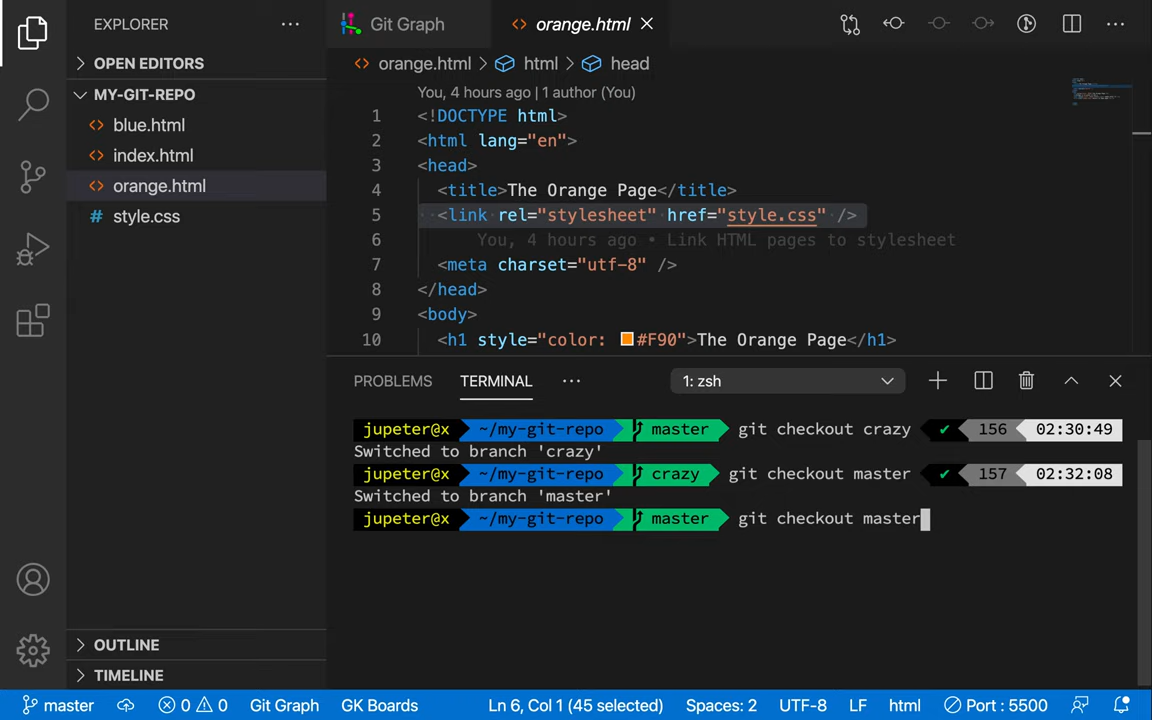 EXPLORER
Git Graph
orange.html
OPEN EDITORS
MY-GIT-REPO
blue.html
index.html
orange.html
# style.css
OUTLINE
TIMELINE
<> orange.html > html > head
You, 4 hours ago | 1 author (You)
1 <!DOCTYPE html>
2 <html lang="en">
3 <head>
4 <title>The Orange Page</title>
5 ··<link·rel="stylesheet"·href="style.css"·/>
6 You, 4 hours ago • Link HTML pages to stylesheet
7 <meta charset="utf-8" />
8 </head>
9 <body>
10 <h1 style="color: #F90">The Orange Page</h1>
PROBLEMS TERMINAL ··· 1: zsh
jupeter@x ~/my-git-repo master git checkout crazy ✔ 156 02:30:49
Switched to branch 'crazy'
jupeter@x ~/my-git-repo crazy git checkout master ✔ 157 02:32:08
Switched to branch 'master'
jupeter@x ~/my-git-repo master git checkout master
master 0 0 Git Graph GK Boards Ln 6, Col 1 (45 selected) Spaces: 2 UTF-8 LF html Port : 5500